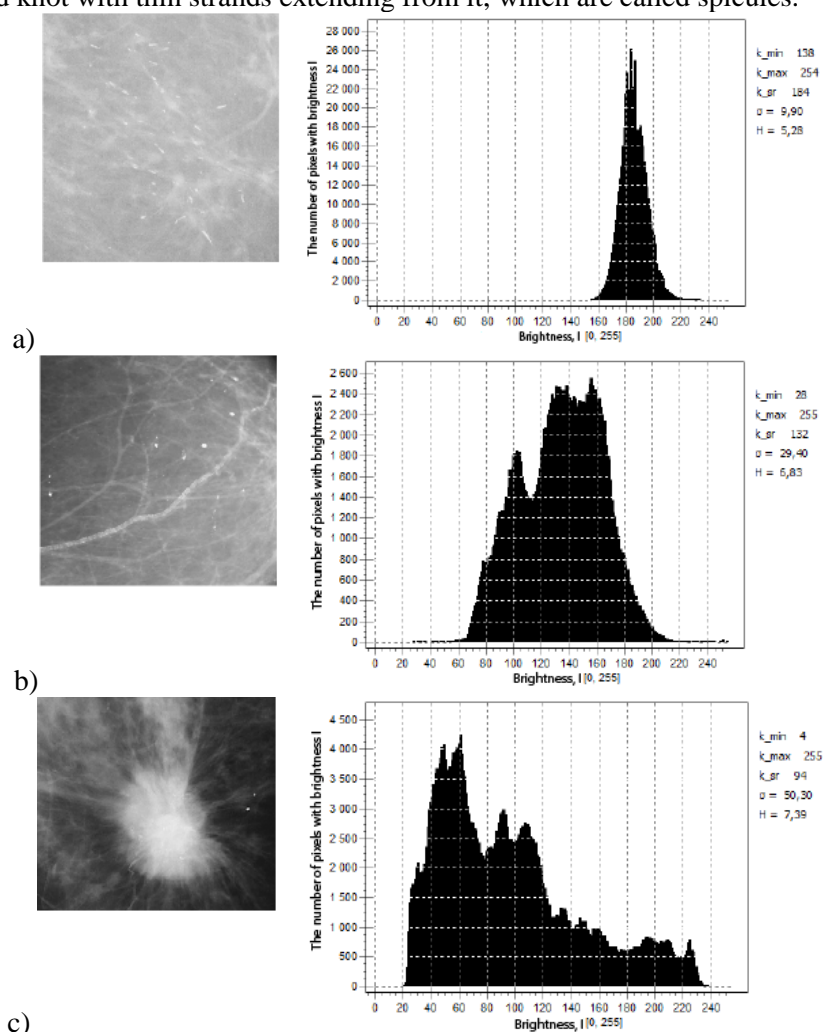 d knot with thin strands extending from it, which are called spicules.
28 000
26 000
24 000
22 000
20 000
18 000
16 000
14 000
12 000
10 000
8 000
6 000
4 000
2 000
0
The number of pixels with brightness I
0 20 40 60 80 100 120 140 160 180 200 220 240
Brightness, I [0, 255]
k_min 138
k_max 254
k_sr 184
σ = 9,90
H = 5,28
a)
2 600
2 400
2 200
2 000
1 800
1 600
1 400
1 200
1 000
800
600
400
200
0
The number of pixels with brightness I
0 20 40 60 80 100 120 140 160 180 200 220 240
Brightness, I [0, 255]
k_min 28
k_max 255
k_sr 132
σ = 29,40
H = 6,83
b)
4 500
4 000
3 500
3 000
2 500
2 000
1 500
1 000
500
0
The number of pixels with brightness I
0 20 40 60 80 100 120 140 160 180 200 220 240
Brightness, I [0, 255]
k_min 4
k_max 255
k_sr 94
σ = 50,30
H = 7,39
c)